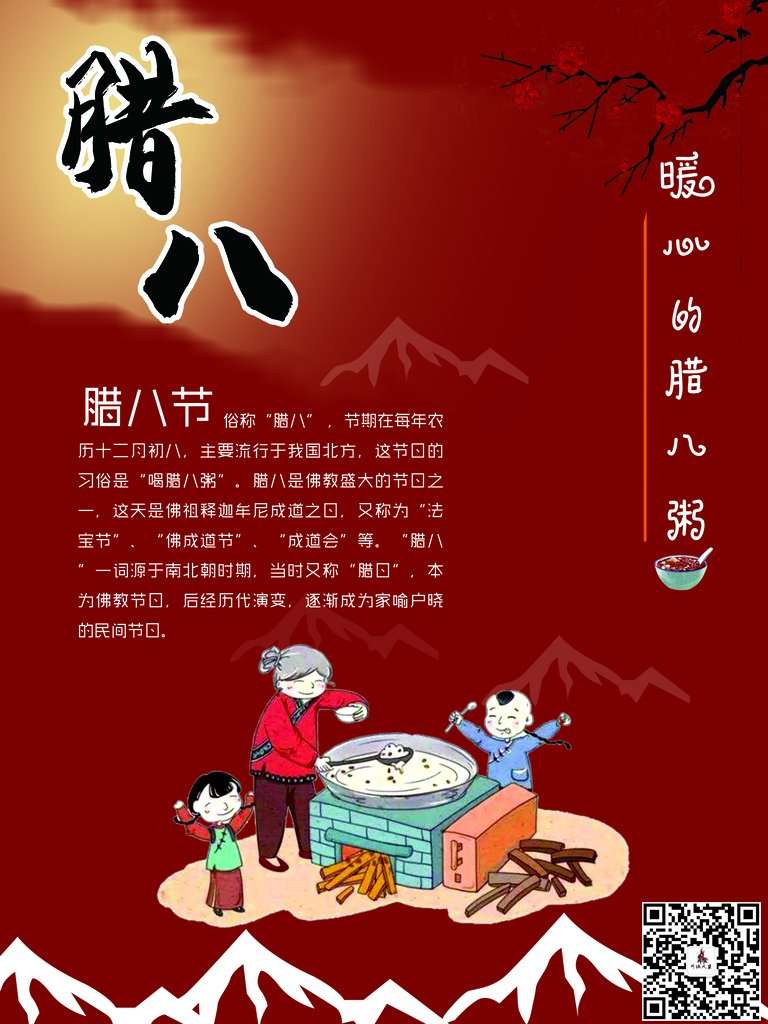 腊
八
暖心的腊八粥
腊八节 俗称“腊八”，节期在每年农
历十二月初八，主要流行于我国北方，这节日的
习俗是“喝腊八粥”。腊八是佛教盛大的节日之
一，这天是佛祖释迦牟尼成道之日，又称为“法
宝节”、“佛成道节”、“成道会”等。“腊八
”一词源于南北朝时期，当时又称“腊日”，本
为佛教节日，后经历代演变，逐渐成为家喻户晓
的民间节日。